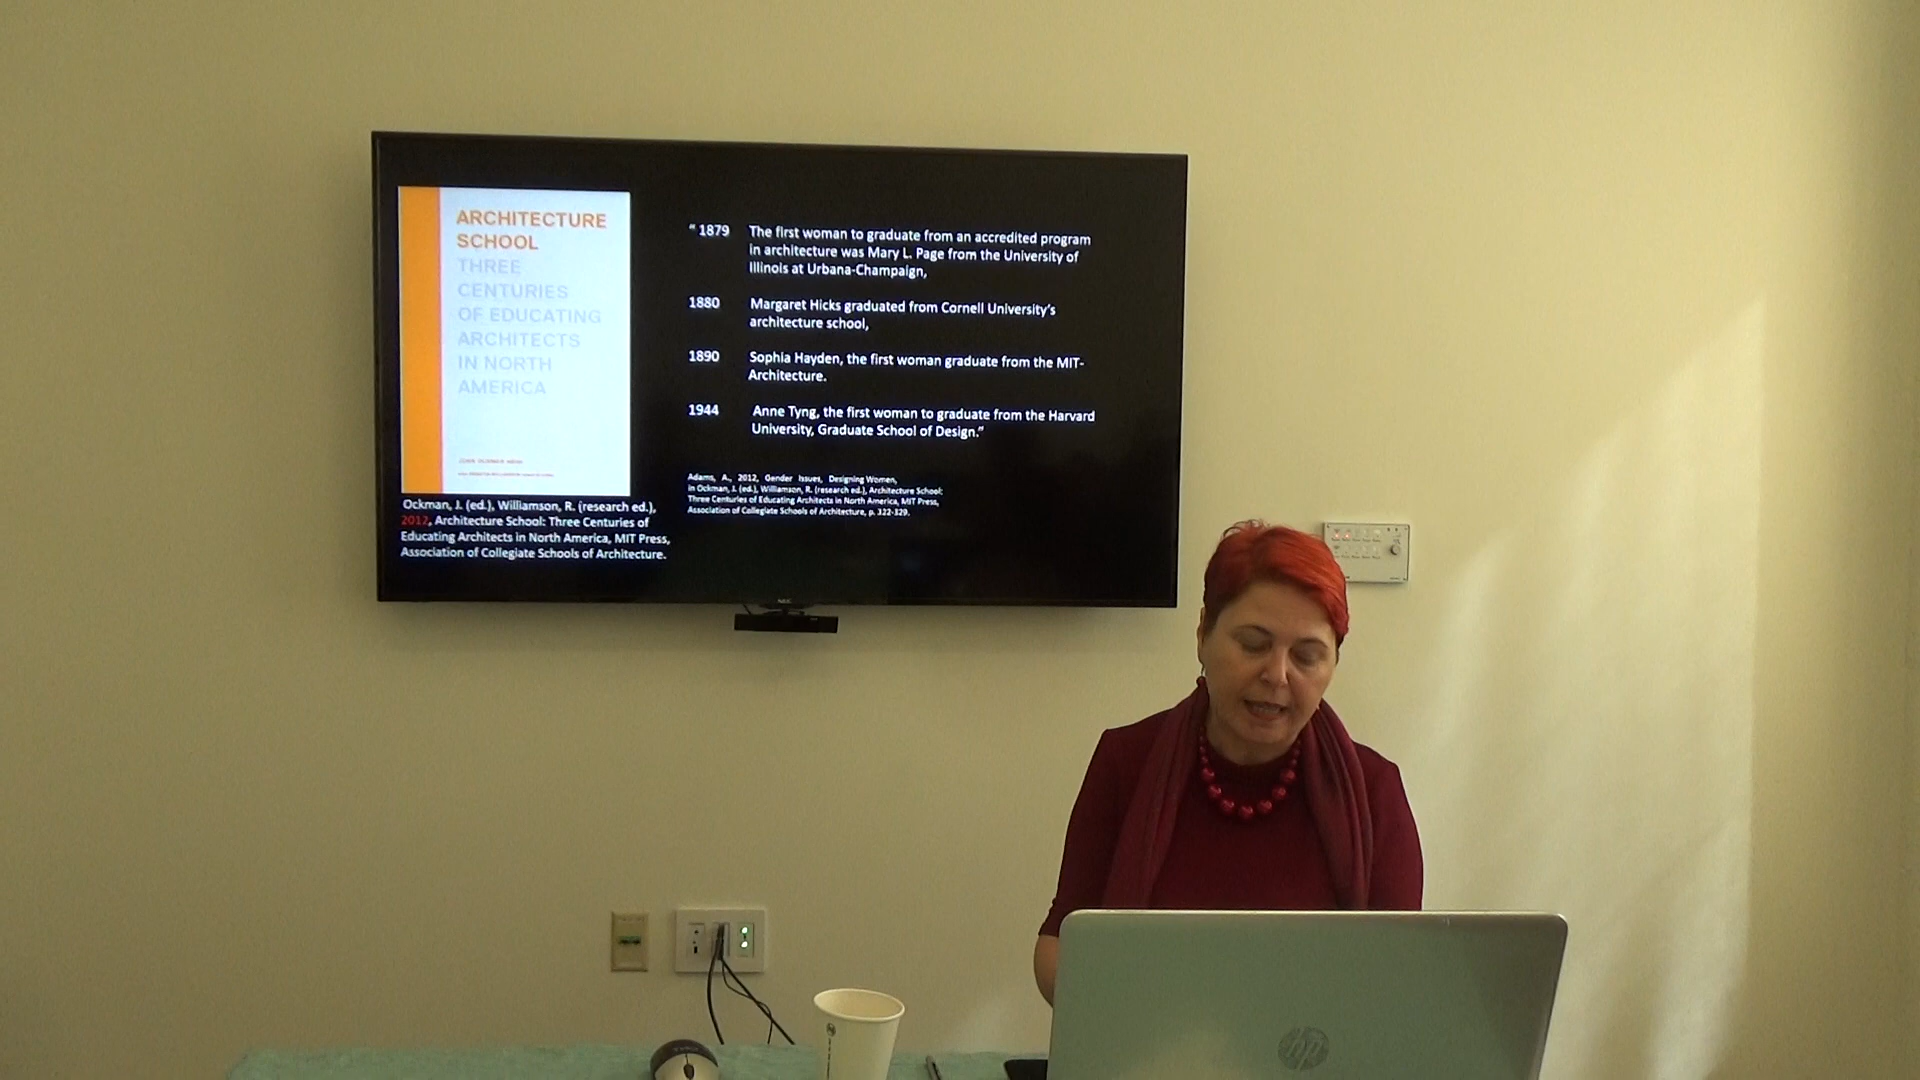 ARCHITECTURE
SCHOOL
THREE
CENTURIES
OF EDUCATING
ARCHITECTS
IN NORTH
AMERICA
Ockman, J. (ed.), Williamson, R. (research ed.),
2012, Architecture School: Three Centuries of
Educating Architects in North America, MIT Press,
Association of Collegiate Schools of Architecture.
“ 1879 The first woman to graduate from an accredited program
in architecture was Mary L. Page from the University of
Illinois at Urbana-Champaign,
1880 Margaret Hicks graduated from Cornell University’s
architecture school,
1890 Sophia Hayden, the first woman graduate from the MIT-
Architecture.
1944 Anne Tyng, the first woman to graduate from the Harvard
University, Graduate School of Design.”
Adams, A., 2012, Gender Issues, Designing Women,
in Ockman, J. (ed.), Williamson, R. (research ed.), Architecture School:
Three Centuries of Educating Architects in North America, MIT Press,
Association of Collegiate Schools of Architecture, p. 322-329.
NEC
hp